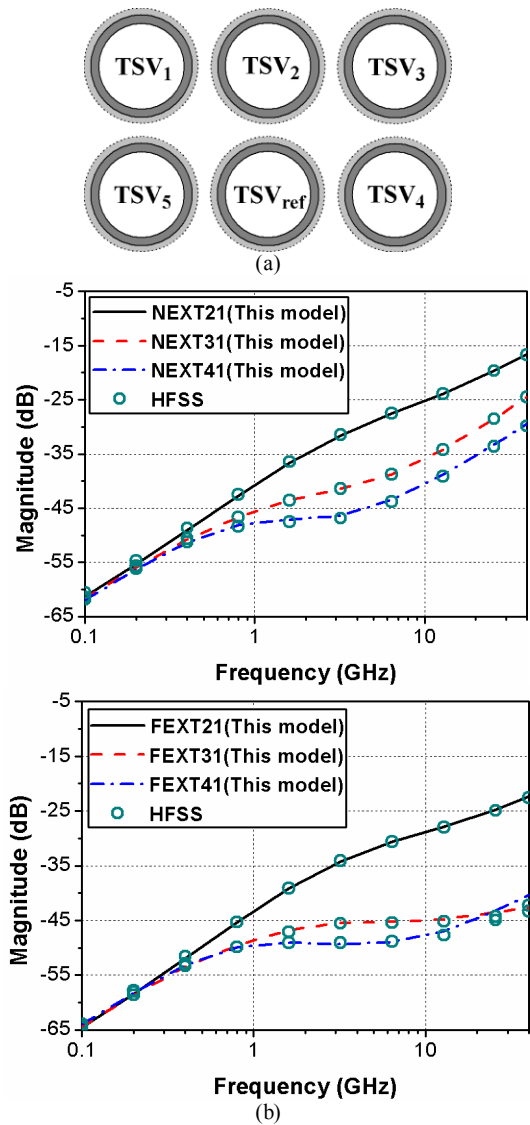 TSV1 TSV2 TSV3
TSV5 TSVref TSV4
(a)
-5
-15
-25
-35
-45
-55
-65
Magnitude (dB)
NEXT21(This model)
NEXT31(This model)
NEXT41(This model)
HFSS
0.1 1 10
Frequency (GHz)
-5
-15
-25
-35
-45
-55
-65
Magnitude (dB)
FEXT21(This model)
FEXT31(This model)
FEXT41(This model)
HFSS
0.1 1 10
Frequency (GHz)
(b)